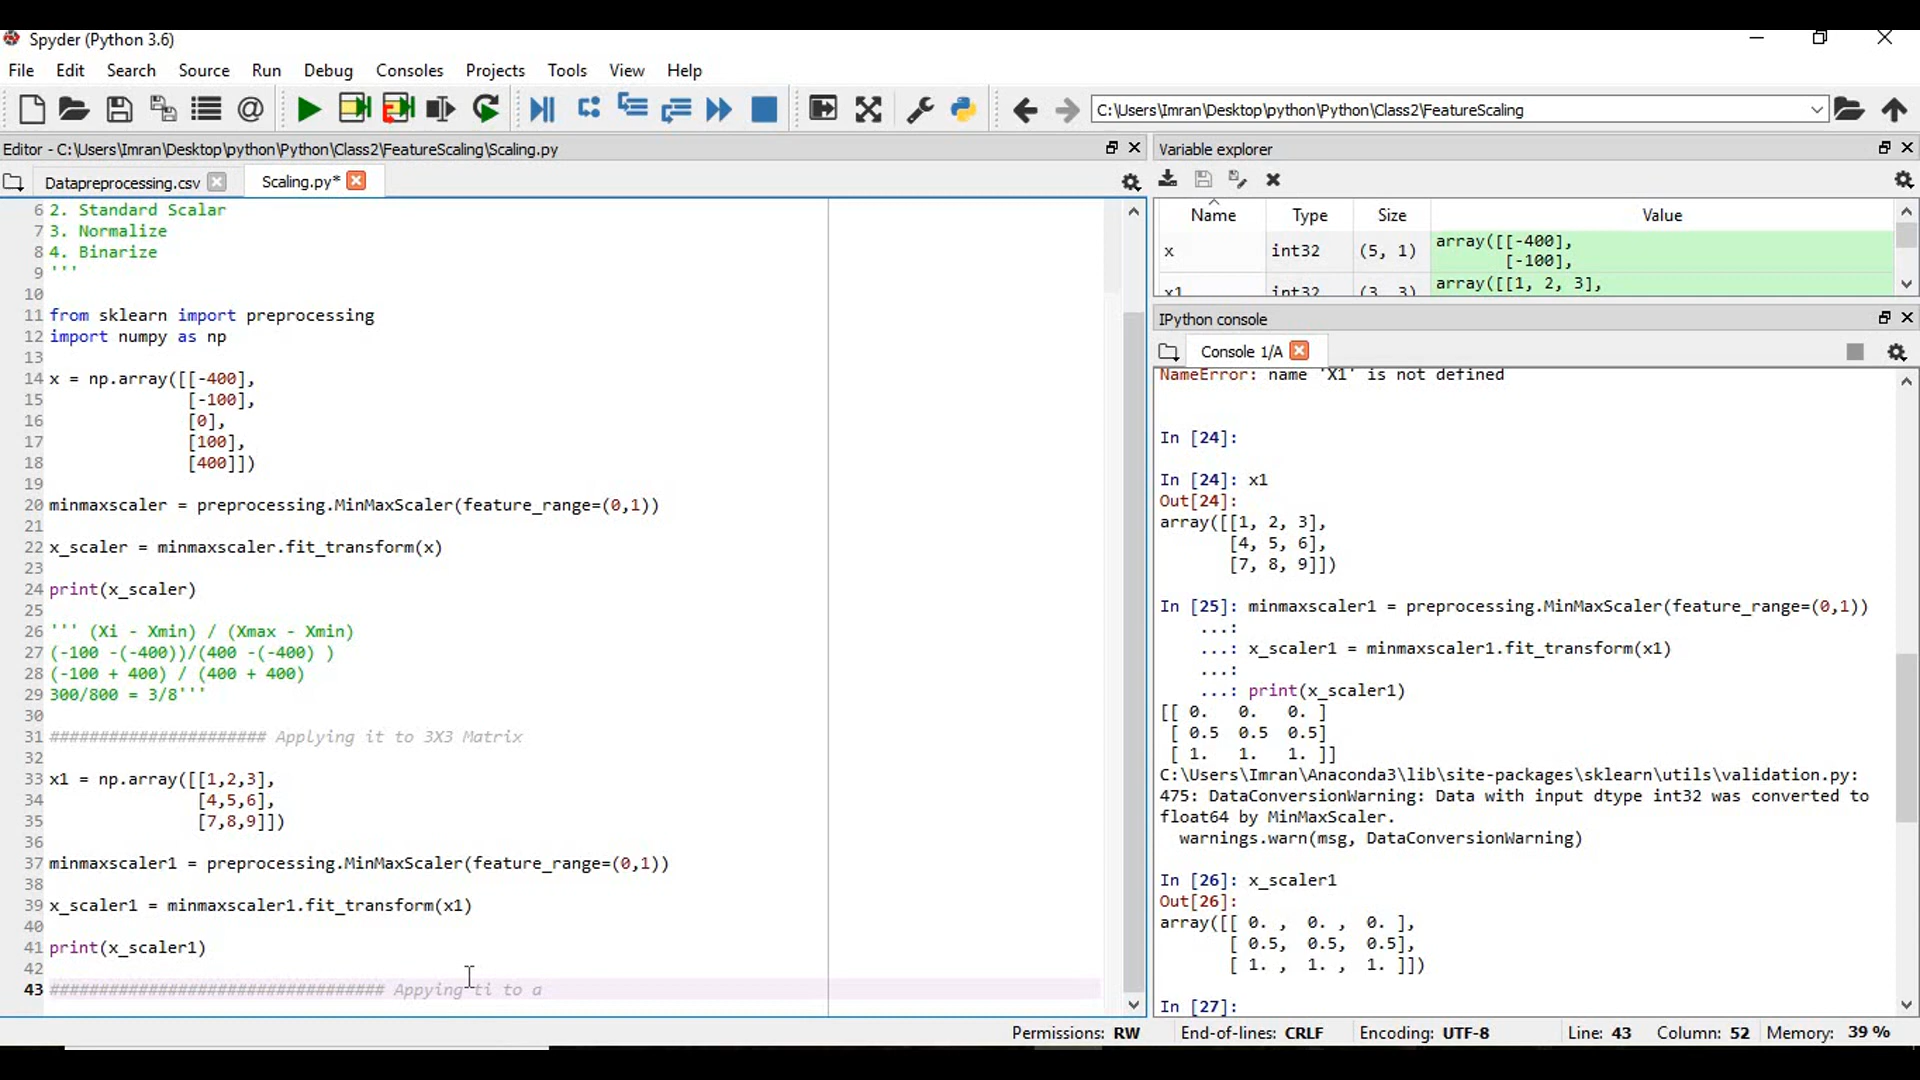 Spyder (Python 3.6)
File Edit Search Source Run Debug Consoles Projects Tools View Help
C:\Users\Imran\Desktop\python\Python\Class2\FeatureScaling
Editor - C:\Users\Imran\Desktop\python\Python\Class2\FeatureScaling\Scaling.py
Datapreprocessing.csv Scaling.py*
6 2. Standard Scalar
7 3. Normalize
8 4. Binarize
9 '''
10
11 from sklearn import preprocessing
12 import numpy as np
13
14 x = np.array([[-400],
15 [-100],
16 [0],
17 [100],
18 [400]])
19
20 minmaxscaler = preprocessing.MinMaxScaler(feature_range=(0,1))
21
22 x_scaler = minmaxscaler.fit_transform(x)
23
24 print(x_scaler)
25
26 ''' (Xi - Xmin) / (Xmax - Xmin)
27 (-100 -(-400))/(400 -(-400) )
28 (-100 + 400) / (400 + 400)
29 300/800 = 3/8'''
30
31 ###################### Applying it to 3X3 Matrix
32
33 x1 = np.array([[1,2,3],
34 [4,5,6],
35 [7,8,9]])
36
37 minmaxscaler1 = preprocessing.MinMaxScaler(feature_range=(0,1))
38
39 x_scaler1 = minmaxscaler1.fit_transform(x1)
40
41 print(x_scaler1)
42
43 ################################## Appying ti to a
Variable explorer
Name Type Size Value
x int32 (5, 1) array([[-400],
[-100],
x1 int32 (3, 3) array([[1, 2, 3],
IPython console
Console 1/A
NameError: name 'X1' is not defined
In [24]:
In [24]: x1
Out[24]:
array([[1, 2, 3],
[4, 5, 6],
[7, 8, 9]])
In [25]: minmaxscaler1 = preprocessing.MinMaxScaler(feature_range=(0,1))
...:
...: x_scaler1 = minmaxscaler1.fit_transform(x1)
...:
...: print(x_scaler1)
[[ 0. 0. 0. ]
[ 0.5 0.5 0.5]
[ 1. 1. 1. ]]
C:\Users\Imran\Anaconda3\lib\site-packages\sklearn\utils\validation.py:
475: DataConversionWarning: Data with input dtype int32 was converted to
float64 by MinMaxScaler.
warnings.warn(msg, DataConversionWarning)
In [26]: x_scaler1
Out[26]:
array([[ 0. , 0. , 0. ],
[ 0.5, 0.5, 0.5],
[ 1. , 1. , 1. ]])
In [27]:
Permissions: RW End-of-lines: CRLF Encoding: UTF-8 Line: 43 Column: 52 Memory: 39 %